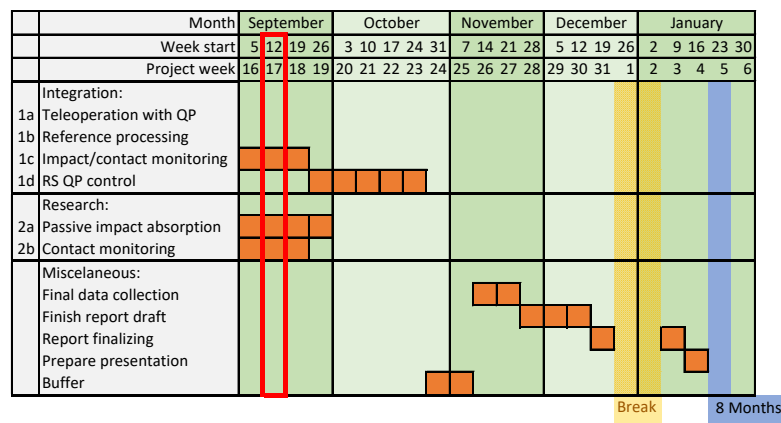 Month September October November December January
Week start 5 12 19 26 3 10 17 24 31 7 14 21 28 5 12 19 26 2 9 16 23 30
Project week 16 17 18 19 20 21 22 23 24 25 26 27 28 29 30 31 1 2 3 4 5 6
Integration:
1a Teleoperation with QP
1b Reference processing
1c Impact/contact monitoring
1d RS QP control
Research:
2a Passive impact absorption
2b Contact monitoring
Miscelaneous:
Final data collection
Finish report draft
Report finalizing
Prepare presentation
Buffer
Break 8 Months